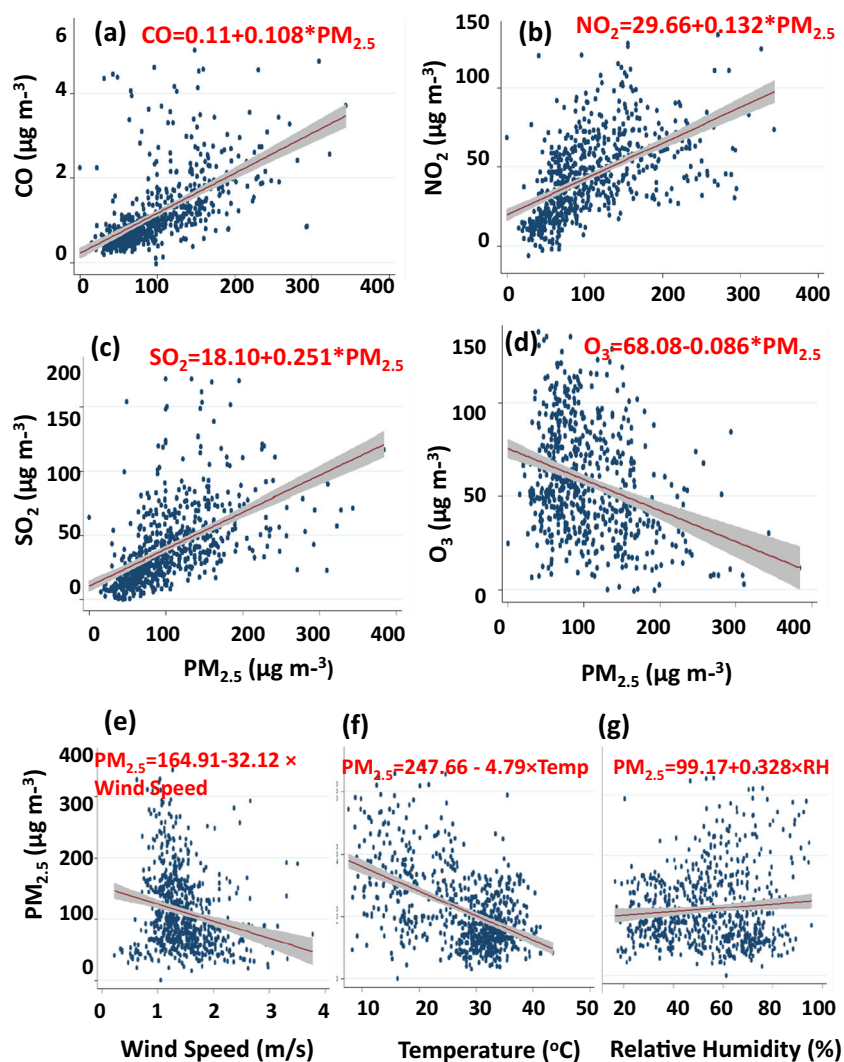 (a)
CO=0.11+0.108*PM₂.₅
6
4
2
0
CO (µg m-³)
0 100 200 300 400
(b)
NO₂=29.66+0.132*PM₂.₅
150
100
50
0
NO₂ (µg m-³)
0 100 200 300 400
(c)
SO₂=18.10+0.251*PM₂.₅
200
150
100
50
0
SO₂ (µg m-³)
0 100 200 300 400
PM₂.₅ (µg m-³)
(d)
O₃=68.08-0.086*PM₂.₅
150
100
50
0
O₃ (µg m-³)
0 100 200 300 400
PM₂.₅ (µg m-³)
(e)
PM₂.₅=164.91-32.12 ×
Wind Speed
400
300
200
100
0
PM₂.₅ (µg m-³)
0 1 2 3 4
Wind Speed (m/s)
(f)
PM₂.₅=247.66 - 4.79×Temp
10 20 30 40 50
Temperature (ºC)
(g)
PM₂.₅=99.17+0.328×RH
20 40 60 80 100
Relative Humidity (%)